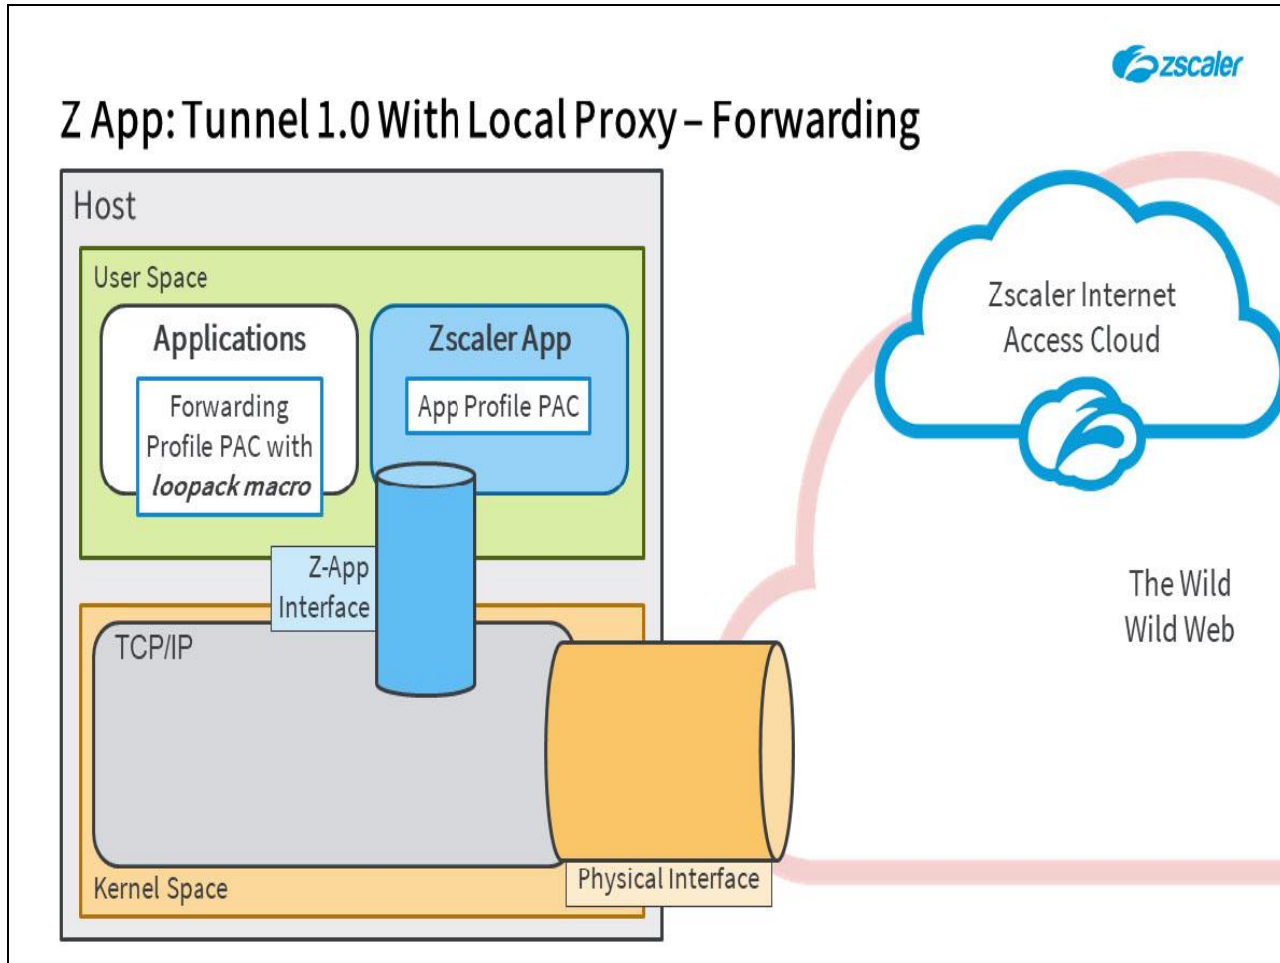 zscaler
Z App: Tunnel 1.0 With Local Proxy – Forwarding
Host
User Space
Applications
Forwarding
Profile PAC with
loopack macro
Zscaler App
App Profile PAC
Z-App
Interface
TCP/IP
Kernel Space
Physical Interface
Zscaler Internet
Access Cloud
The Wild
Wild Web